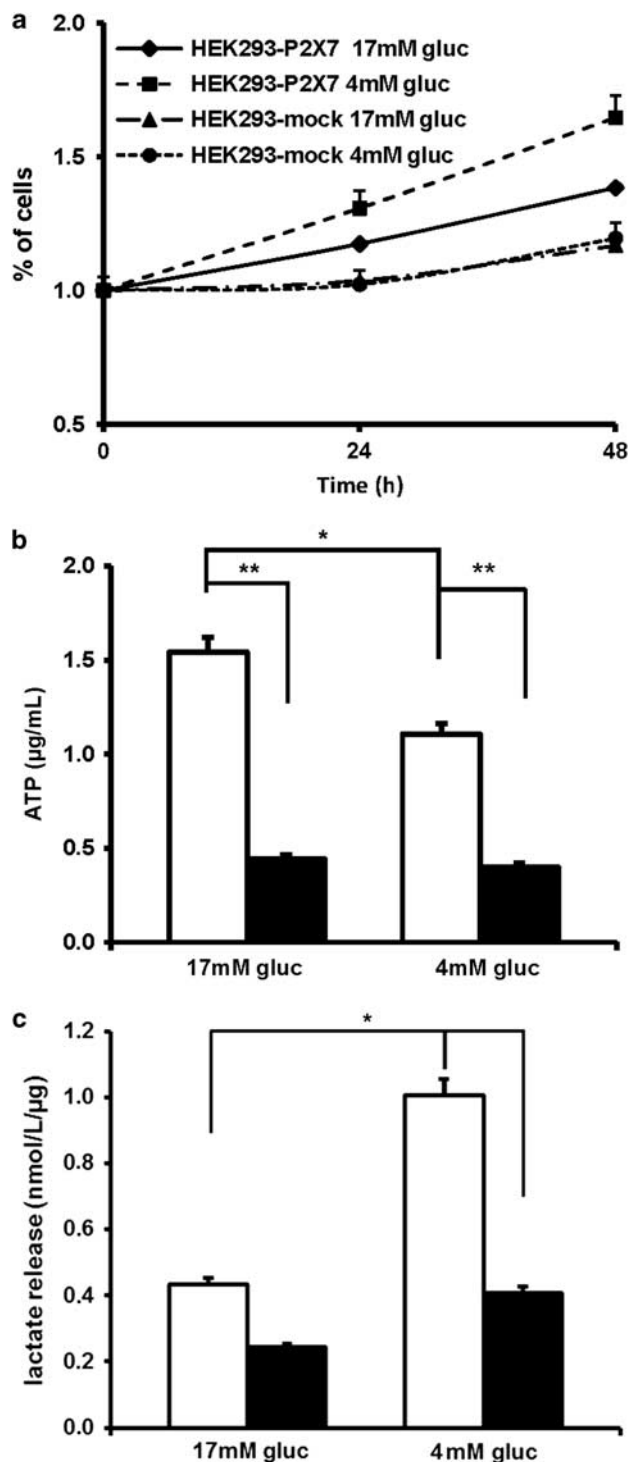 a
2.0
HEK293-P2X7 17mM gluc
HEK293-P2X7 4mM gluc
HEK293-mock 17mM gluc
HEK293-mock 4mM gluc
1.5
1.0
0.5
% of cells
0 24 48
Time (h)
b
* 
** **
2.0
1.5
1.0
0.5
0.0
ATP (µg/mL)
17mM gluc 4mM gluc
c
*
1.2
1.0
0.8
0.6
0.4
0.2
0.0
lactate release (nmol/L/µg)
17mM gluc 4mM gluc